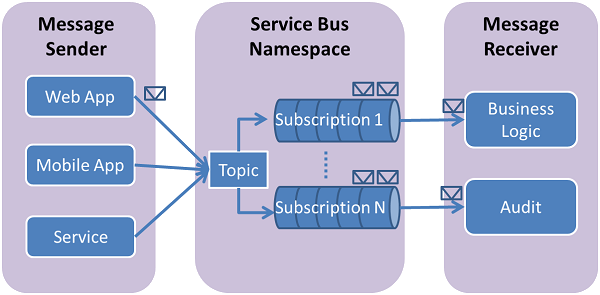 Message
Sender
Web App
Mobile App
Service
Service Bus
Namespace
Topic
Subscription 1
Subscription N
Message
Receiver
Business
Logic
Audit